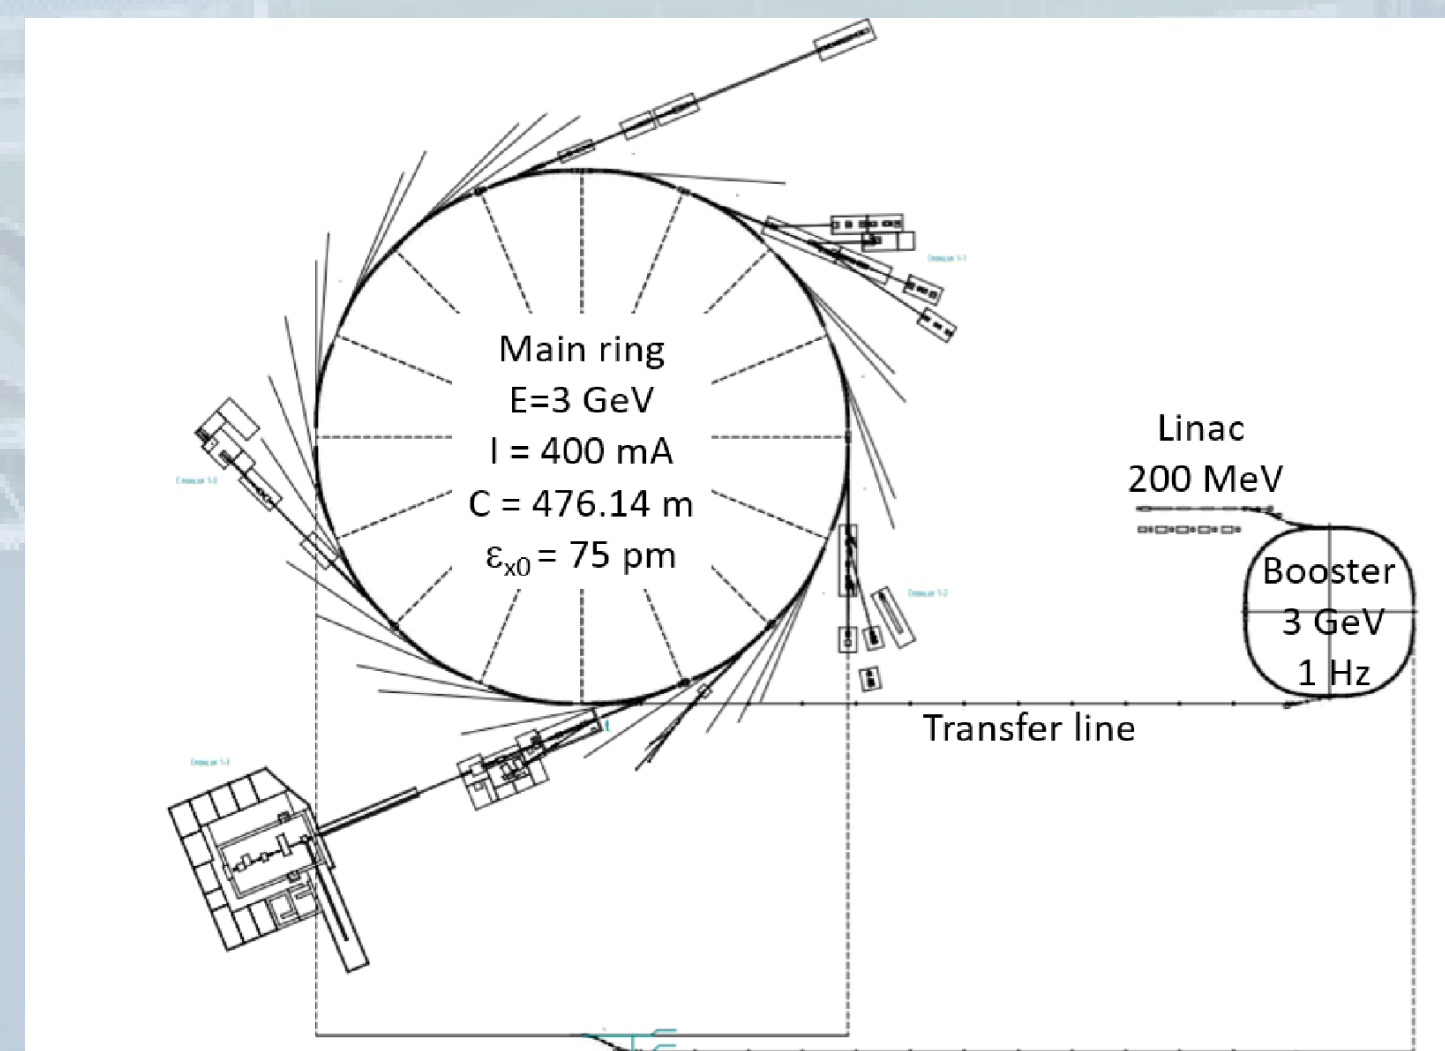 Main ring
E=3 GeV
I = 400 mA
C = 476.14 m
εx0 = 75 pm
Linac
200 MeV
Booster
3 GeV
1 Hz
Transfer line